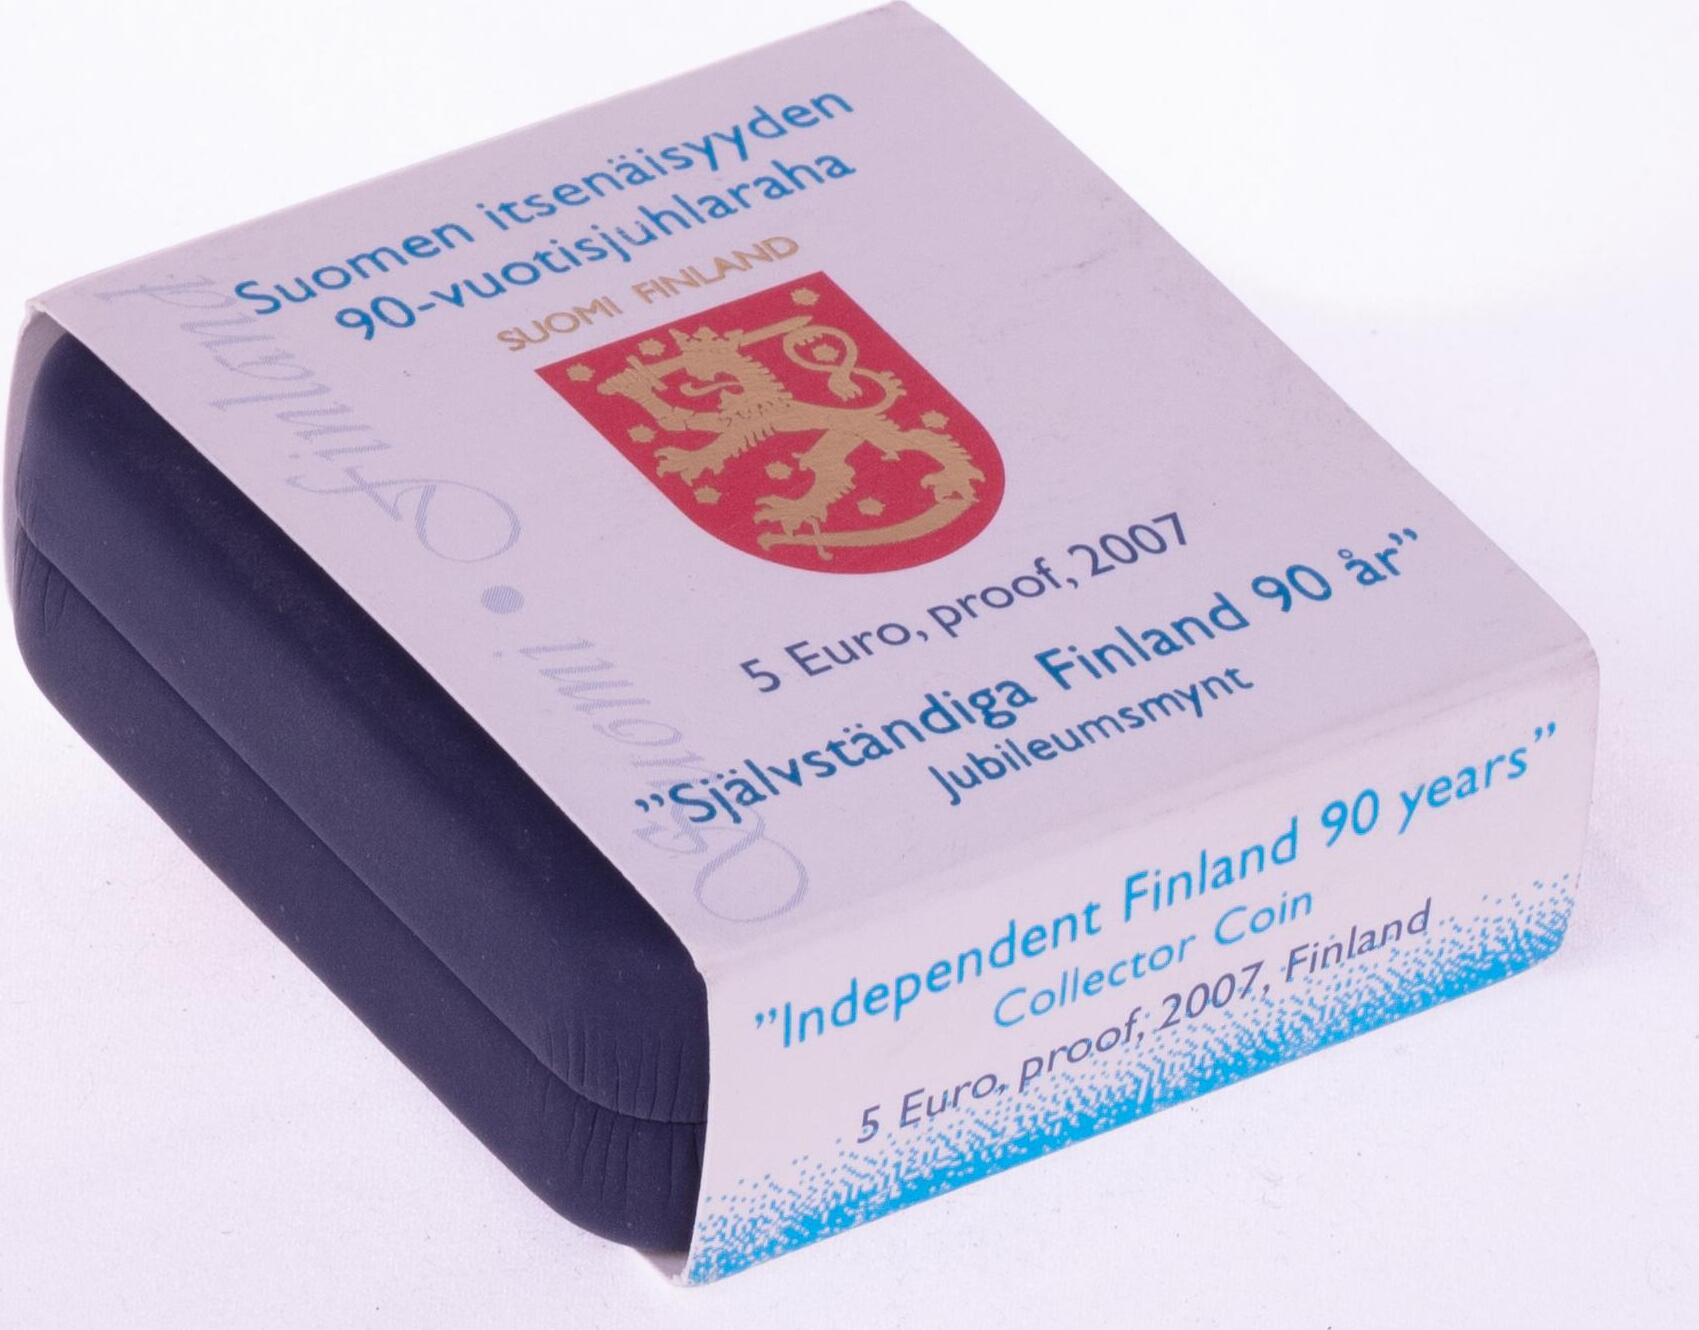 Suomen itsenäisyyden
90-vuotisjuhlaraha
SUOMI FINLAND
5 Euro, proof, 2007
”Självständiga Finland 90 år”
Jubileumsmynt
Suomi • Finland
”Independent Finland 90 years”
Collector Coin
5 Euro, proof, 2007, Finland